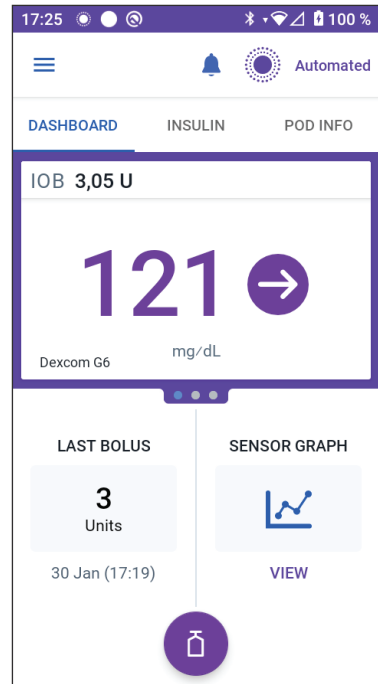 17:25 100 %
Automated
DASHBOARD INSULIN POD INFO
IOB 3,05 U
121
mg/dL
Dexcom G6
LAST BOLUS
3
Units
30 Jan (17:19)
SENSOR GRAPH
VIEW